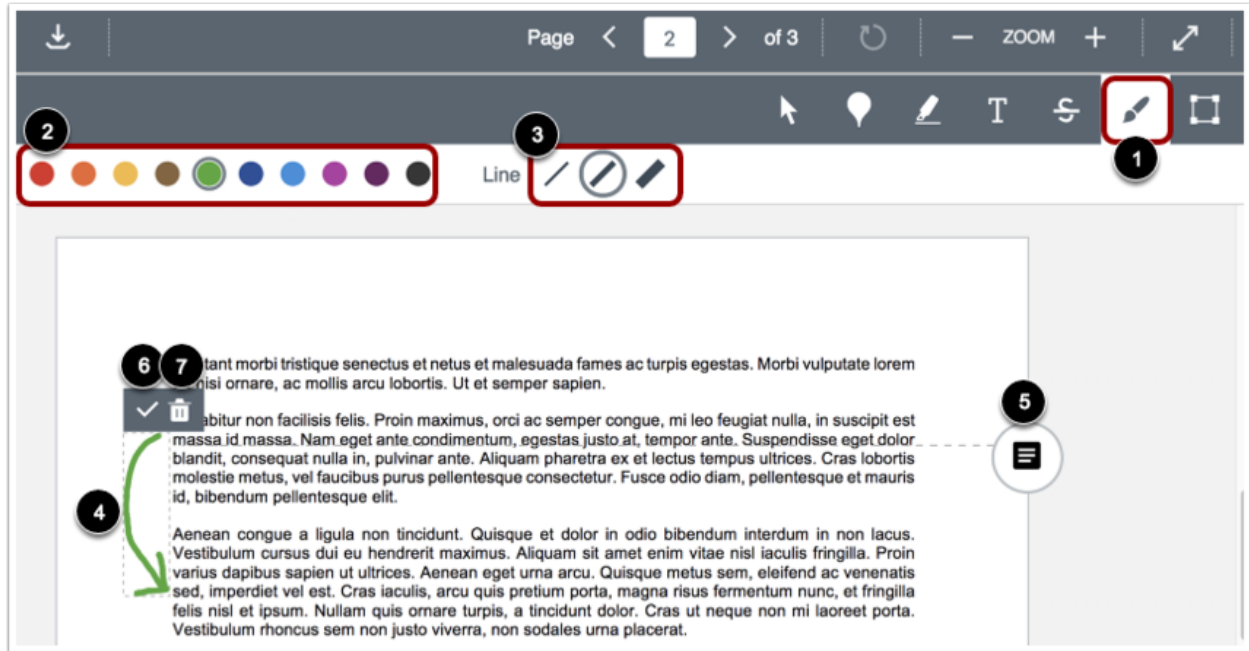 Page 2 of 3 ZOOM
T S
1
2
3
Line
6 7
tant morbi tristique senectus et netus et malesuada fames ac turpis egestas. Morbi vulputate lorem
isi ornare, ac mollis arcu lobortis. Ut et semper sapien.
abitur non facilisis felis. Proin maximus, orci ac semper congue, mi leo feugiat nulla, in suscipit est
massa id massa. Nam eget ante condimentum, egestas justo at, tempor ante. Suspendisse eget dolor
blandit, consequat nulla in, pulvinar ante. Aliquam pharetra ex et lectus tempus ultrices. Cras lobortis
molestie metus, vel faucibus purus pellentesque consectetur. Fusce odio diam, pellentesque et mauris
id, bibendum pellentesque elit.
5
4
Aenean congue a ligula non tincidunt. Quisque et dolor in odio bibendum interdum in non lacus.
Vestibulum cursus dui eu hendrerit maximus. Aliquam sit amet enim vitae nisl iaculis fringilla. Proin
varius dapibus sapien ut ultrices. Aenean eget urna arcu. Quisque metus sem, eleifend ac venenatis
sed, imperdiet vel est. Cras iaculis, arcu quis pretium porta, magna risus fermentum nunc, et fringilla
felis nisl et ipsum. Nullam quis ornare turpis, a tincidunt dolor. Cras ut neque non mi laoreet porta.
Vestibulum rhoncus sem non justo viverra, non sodales urna placerat.